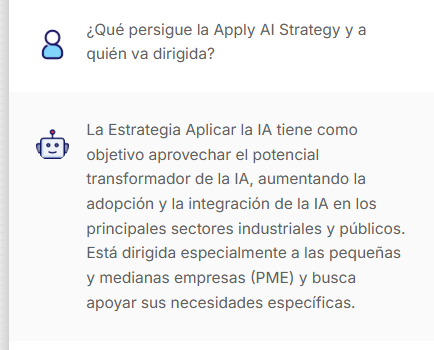 ¿Qué persigue la Apply AI Strategy y a
quién va dirigida?
La Estrategia Aplicar la IA tiene como
objetivo aprovechar el potencial
transformador de la IA, aumentando la
adopción y la integración de la IA en los
principales sectores industriales y públicos.
Está dirigida especialmente a las pequeñas
y medianas empresas (PME) y busca
apoyar sus necesidades específicas.